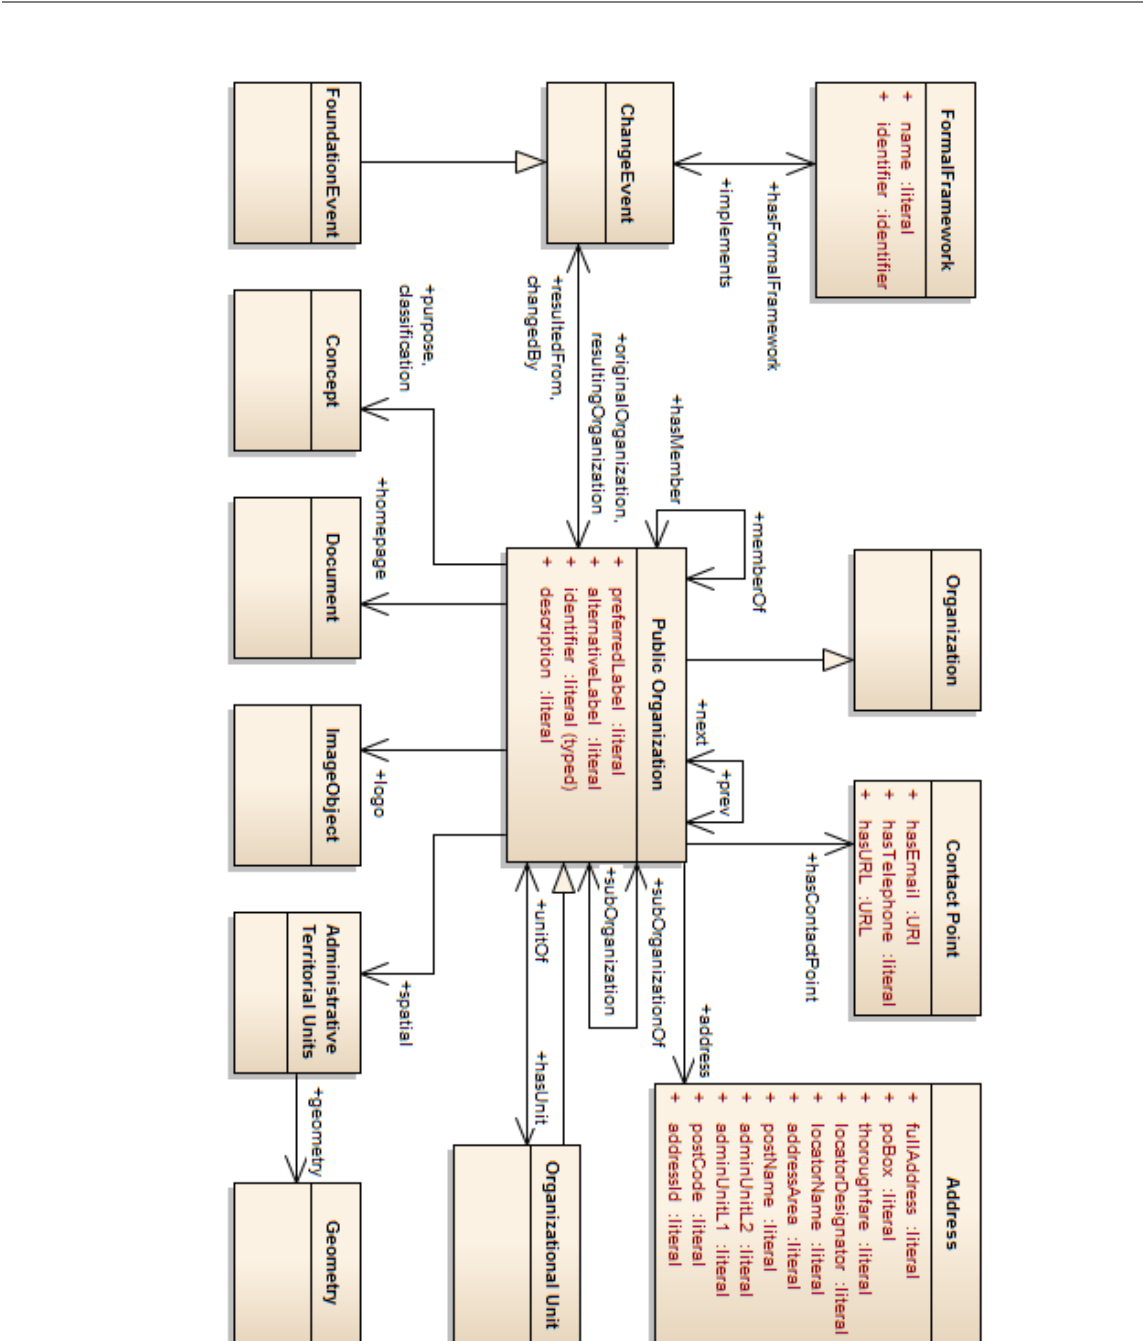 FormalFramework
+ name :literal
+ identifier :identifier
+hasFormalFramework
+implements
ChangeEvent
FoundationEvent
+originalOrganization,
resultingOrganization
+resultedFrom,
changedBy
+purpose,
classification
Concept
+hasMember
+memberOf
+homepage
Document
Organization
Public Organization
+ preferredLabel :literal
+ alternativeLabel :literal
+ identifier :literal (typed)
+ description :literal
+next
+prev
+logo
ImageObject
Contact Point
+ hasEmail :URI
+ hasTelephone :literal
+ hasURL :URL
+hasContactPoint
+subOrganizationOf
+subOrganization
+unitOf
+hasUnit
+spatial
Administrative
Territorial Units
+address
+geometry
Address
+ fullAddress :literal
+ poBox :literal
+ thoroughfare :literal
+ locatorDesignator :literal
+ locatorName :literal
+ addressArea :literal
+ postName :literal
+ adminUnitL2 :literal
+ adminUnitL1 :literal
+ postCode :literal
+ addressId :literal
Organizational Unit
Geometry